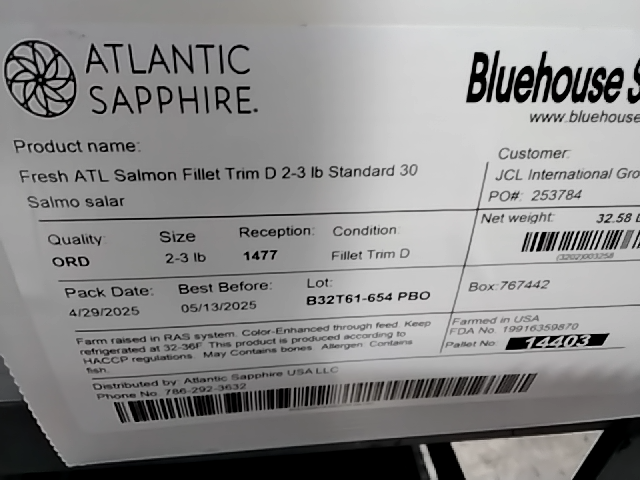 ATLANTIC
SAPPHIRE.
Bluehouse S
www.bluehouse
Product name:
Fresh ATL Salmon Fillet Trim D 2-3 lb Standard 30
Salmo salar
Customer:
JCL International Gro
PO#: 253784
Quality: Size Reception: Condition:
ORD 2-3 lb 1477 Fillet Trim D
Net weight: 32.58 L
(3202)003258
Pack Date: Best Before: Lot:
4/29/2025 05/13/2025 B32T61-654 PBO
Box: 767442
Farm raised in RAS system. Color-Enhanced through feed. Keep
refrigerated at 32-36F. This product is produced according to
HACCP regulations. May Contains bones. Allergen: Contains
fish.
Farmed in USA
FDA No. 19916359870
Pallet No: 14403
Distributed by: Atlantic Sapphire USA LLC
Phone No. 786-292-3632